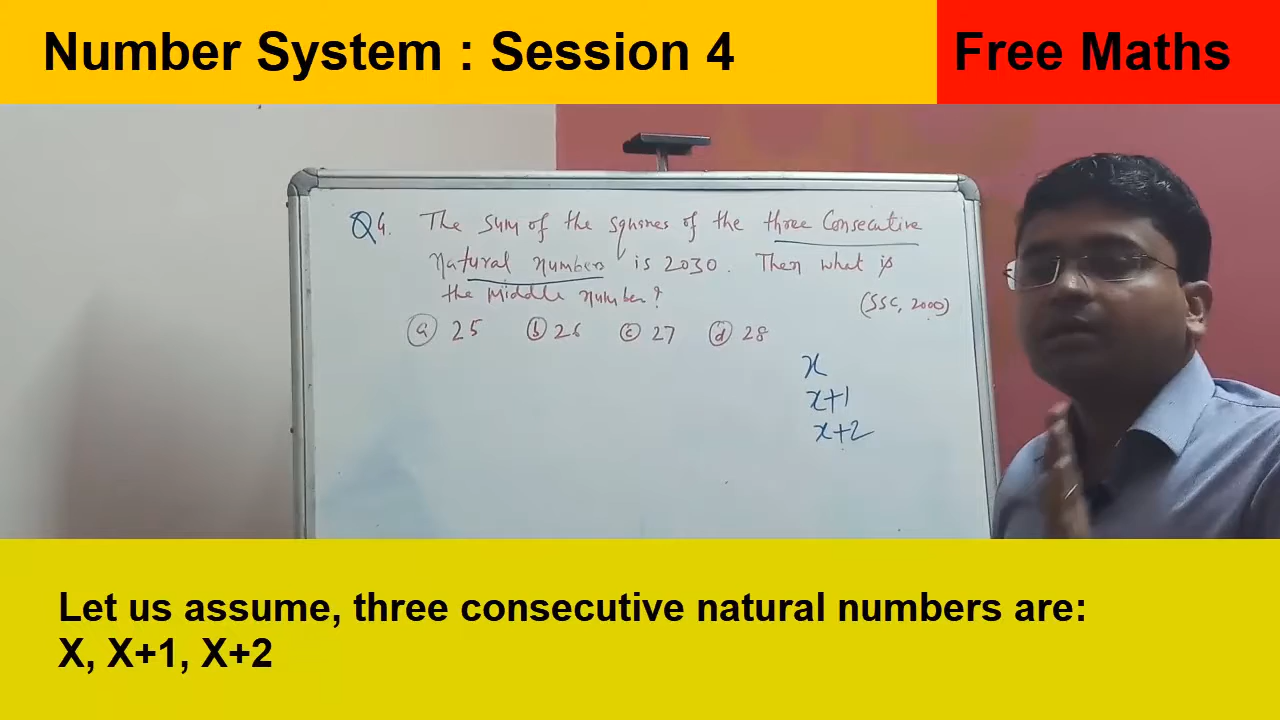 Number System : Session 4
Free Maths
Q4. The Sum of the squares of the three Consecutive
natural numbers is 2030. Then what is
the middle number?
(SSC, 2000)
(a) 25 (b) 26 (c) 27 (d) 28
x
x+1
x+2
Let us assume, three consecutive natural numbers are:
X, X+1, X+2